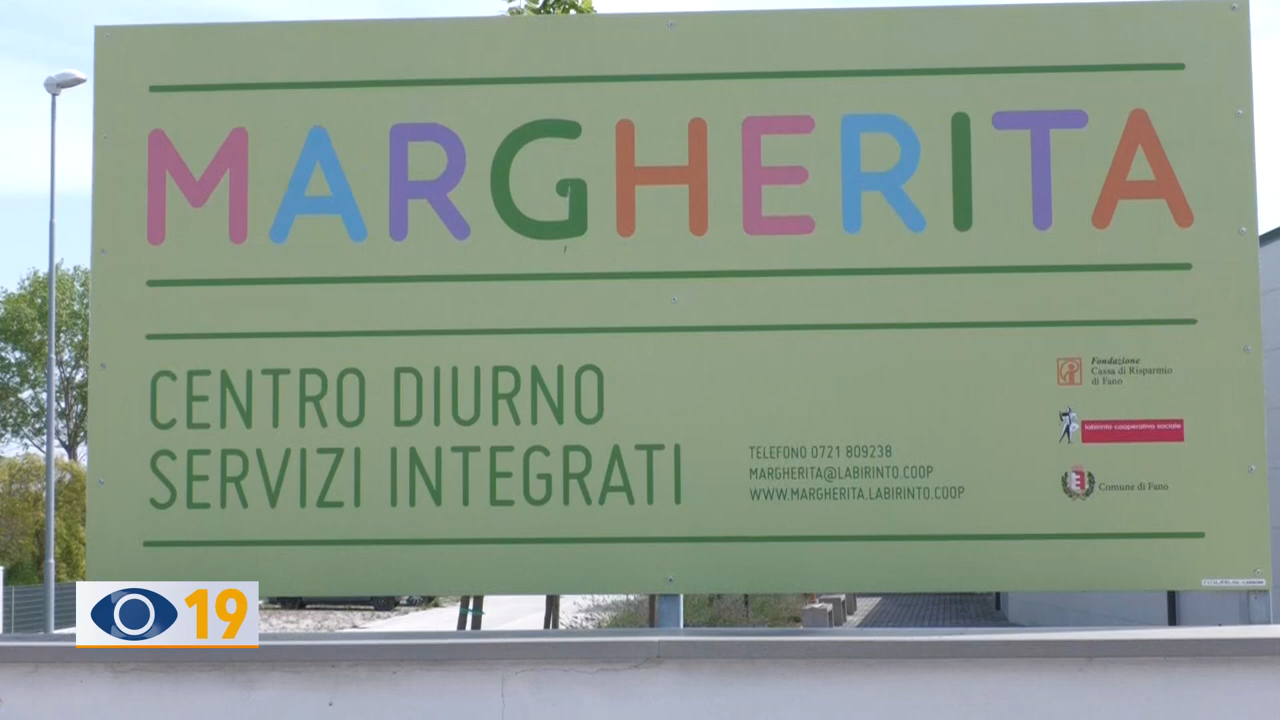 MARGHERITA
CENTRO DIURNO
SERVIZI INTEGRATI
TELEFONO 0721 809238
MARGHERITA@LABIRINTO.COOP
WWW.MARGHERITA.LABIRINTO.COOP
Fondazione
Cassa di Risparmio
di Fano
labirinto cooperativa sociale
Comune di Fano
19